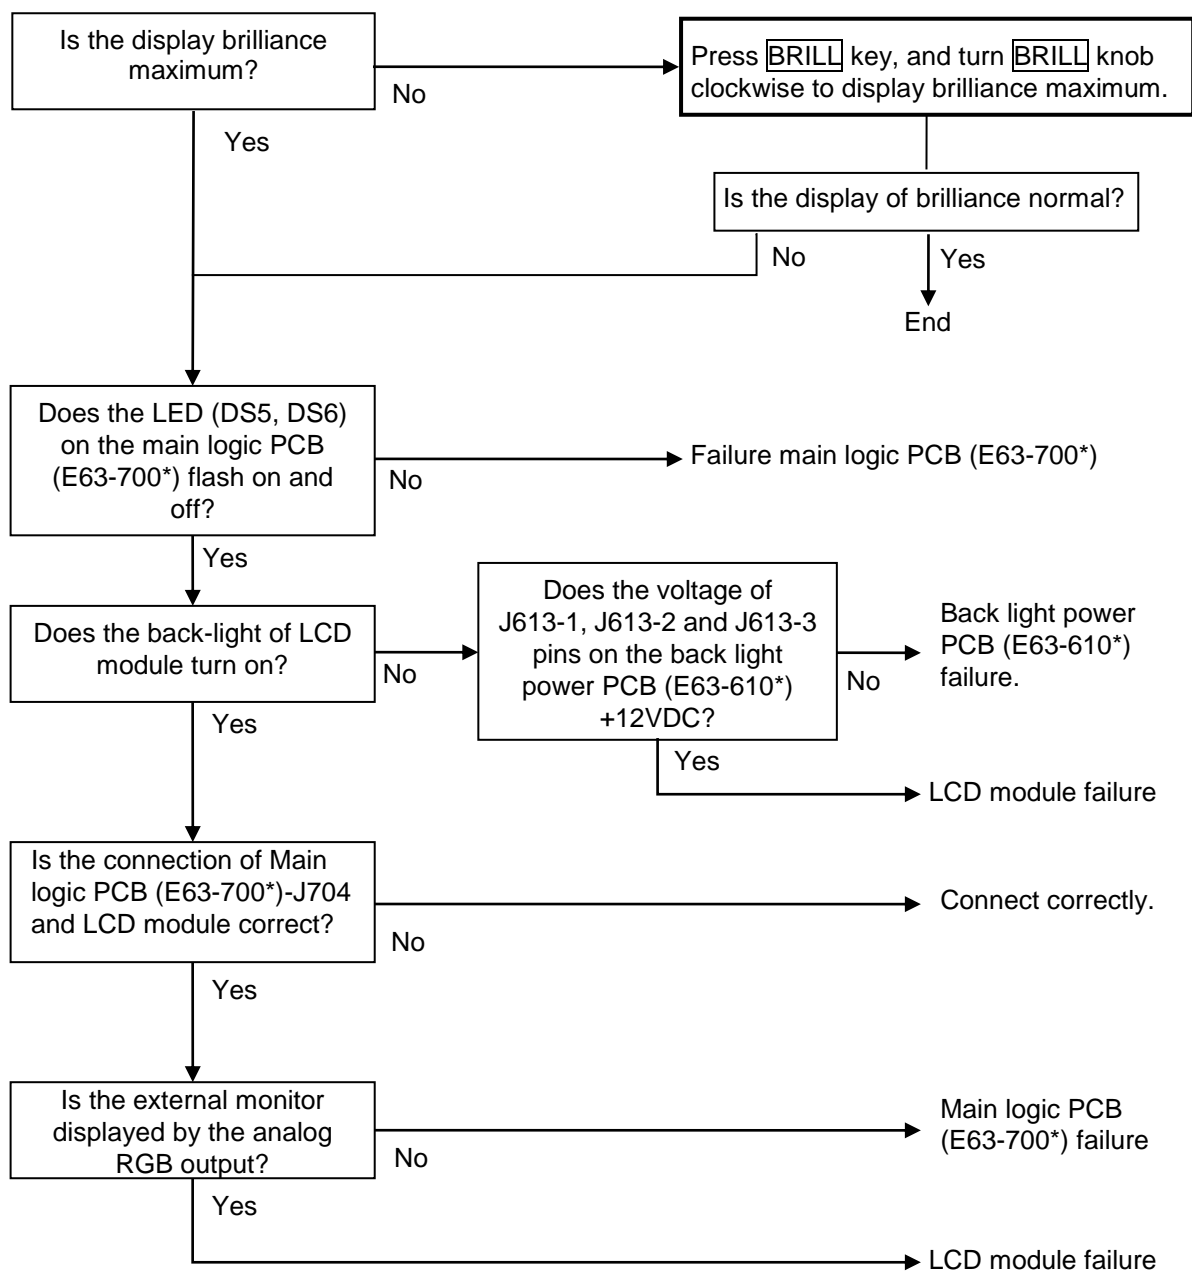 Is the display brilliance
maximum?
No
Yes
Press BRILL key, and turn BRILL knob
clockwise to display brilliance maximum.
Is the display of brilliance normal?
No
Yes
End
Does the LED (DS5, DS6)
on the main logic PCB
(E63-700*) flash on and
off?
No
Failure main logic PCB (E63-700*)
Yes
Does the back-light of LCD
module turn on?
No
Does the voltage of
J613-1, J613-2 and J613-3
pins on the back light
power PCB (E63-610*)
+12VDC?
No
Back light power
PCB (E63-610*)
failure.
Yes
LCD module failure
Yes
Is the connection of Main
logic PCB (E63-700*)-J704
and LCD module correct?
No
Connect correctly.
Yes
Is the external monitor
displayed by the analog
RGB output?
No
Main logic PCB
(E63-700*) failure
Yes
LCD module failure